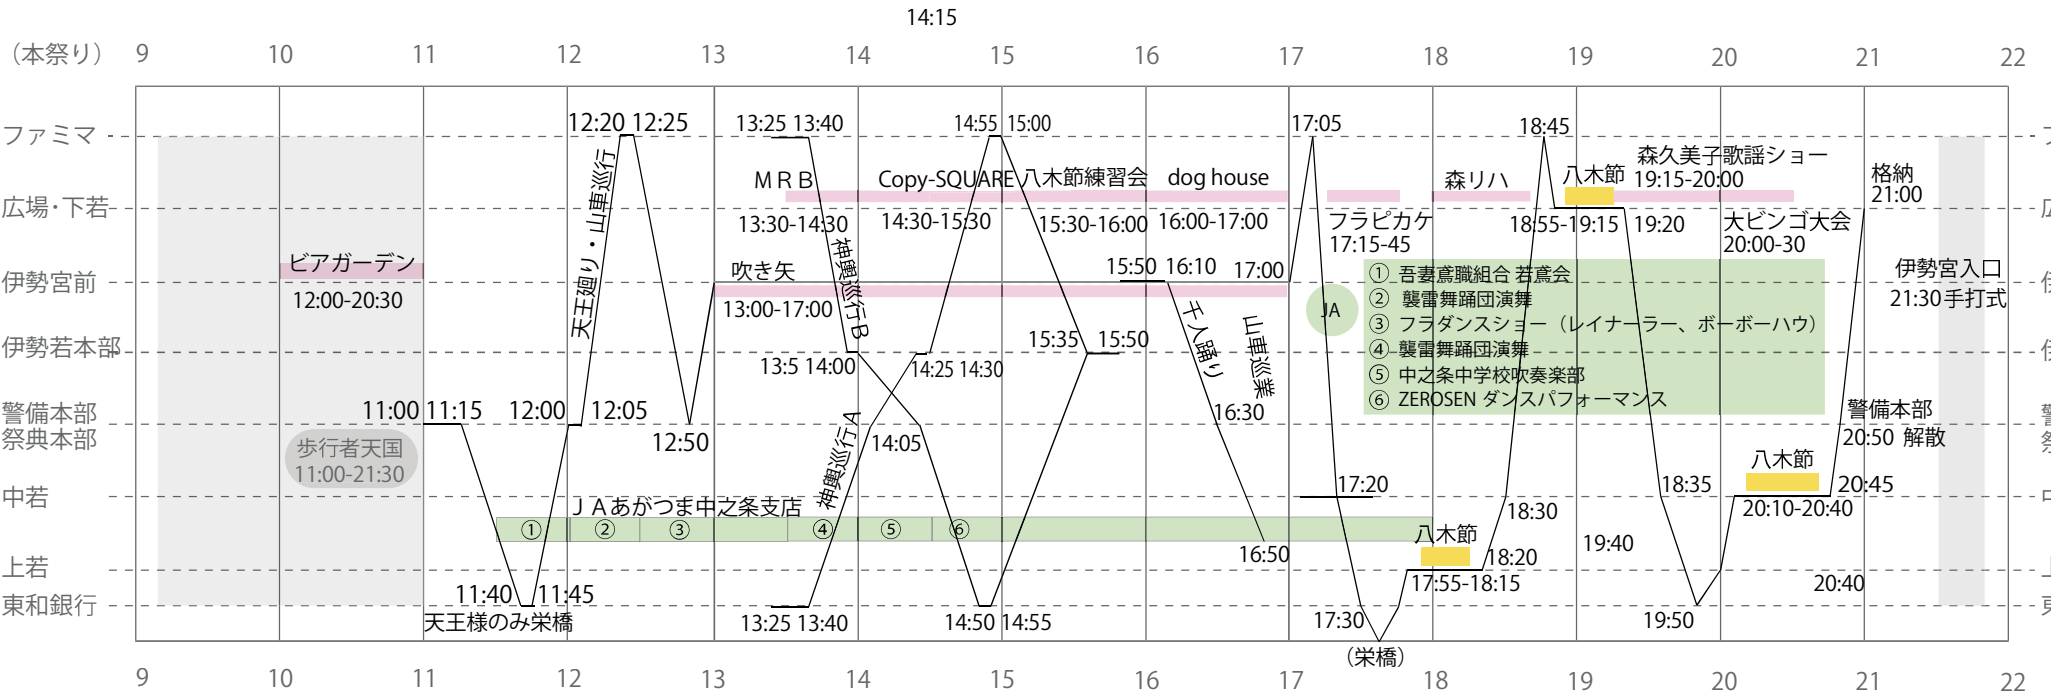 14:15
（本祭り） 9 10 11 12 13 14 15 16 17 18 19 20 21 22
ファミマ
12:20 12:25
13:25 13:40
14:55 15:00
17:05
18:45
広場・下若
天王廻り・山車巡行
ＭＲＢ
13:30-14:30
Copy-SQUARE
14:30-15:30
八木節練習会
15:30-16:00
dog house
16:00-17:00
フラピカケ
17:15-45
森リハ
八木節
18:55-19:15
森久美子歌謡ショー
19:15-20:00
19:20
大ビンゴ大会
20:00-30
格納
21:00
伊勢宮前
ビアガーデン
12:00-20:30
吹き矢
13:00-17:00
神輿巡行B
15:50 16:10 17:00
千人踊り
山車巡業
JA
① 吾妻鳶職組合 若鳶会
② 襲雷舞踊団演舞
③ フラダンスショー（レイナーラー、ボーボーハウ）
④ 襲雷舞踊団演舞
⑤ 中之条中学校吹奏楽部
⑥ ZEROSEN ダンスパフォーマンス
伊勢宮入口
21:30 手打式
伊勢若本部
13:5 14:00
14:25 14:30
15:35 15:50
警備本部
祭典本部
11:00 11:15
12:00 12:05
12:50
14:05
16:30
警備本部
20:50 解散
歩行者天国
11:00-21:30
神輿巡行A
中若
ＪＡあがつま中之条支店
① ② ③ ④ ⑤ ⑥
17:20
18:30
18:35
八木節
20:10-20:40
20:45
16:50
八木節
17:55-18:15
18:20
19:40
20:40
上若
東和銀行
11:40 11:45
天王様のみ栄橋
13:25 13:40
14:50 14:55
17:30
（栄橋）
19:50
9 10 11 12 13 14 15 16 17 18 19 20 21 22